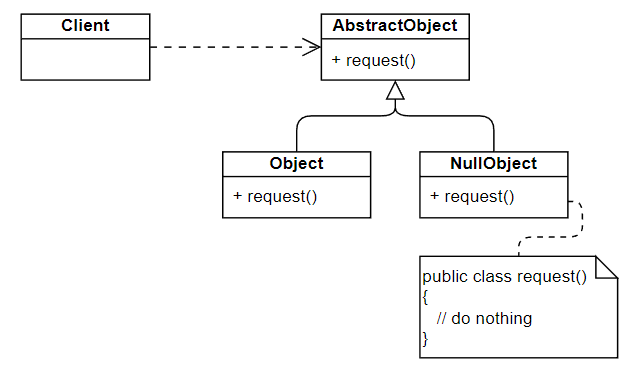 Client
AbstractObject
+ request()
Object
+ request()
NullObject
+ request()
public class request()
{
// do nothing
}